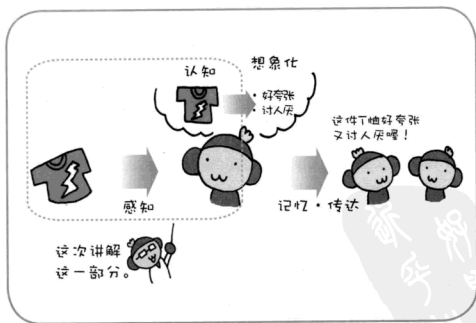 想象化
认知
· 好夸张
· 讨人厌
这件T恤好夸张
又讨人厌喔！
感知
记忆·传达
这次讲解
这一部分。